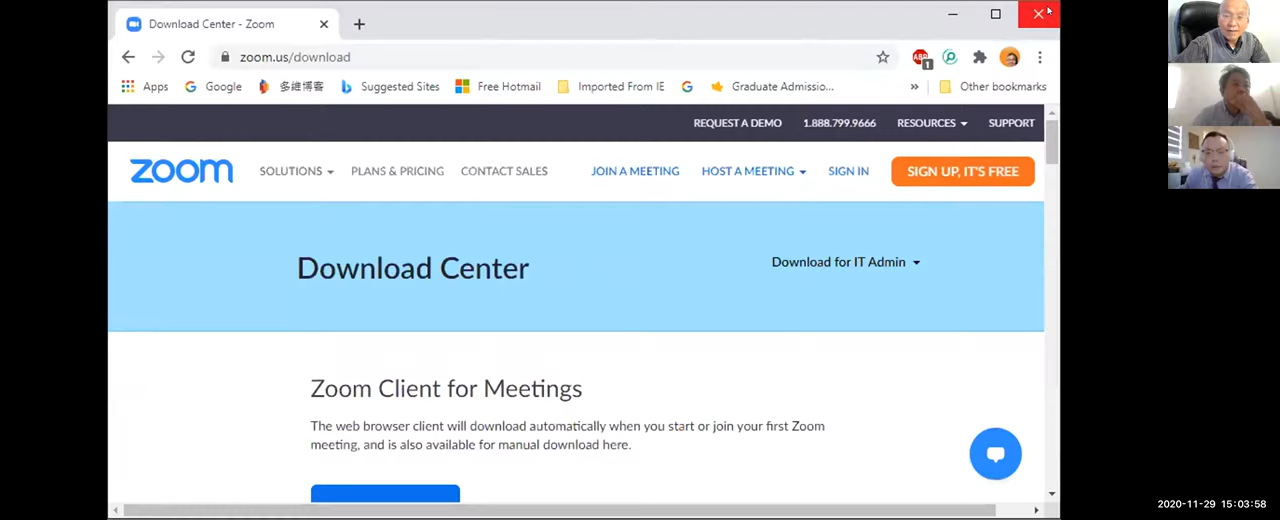 Download Center - Zoom
zoom.us/download
ABP 1
Apps Google 多維博客 Suggested Sites Free Hotmail Imported From IE Graduate Admissio... » Other bookmarks
REQUEST A DEMO 1.888.799.9666 RESOURCES SUPPORT
zoom SOLUTIONS PLANS & PRICING CONTACT SALES JOIN A MEETING HOST A MEETING SIGN IN SIGN UP, IT'S FREE
Download Center
Download for IT Admin
Zoom Client for Meetings
The web browser client will download automatically when you start or join your first Zoom
meeting, and is also available for manual download here.
2020-11-29 15:03:58